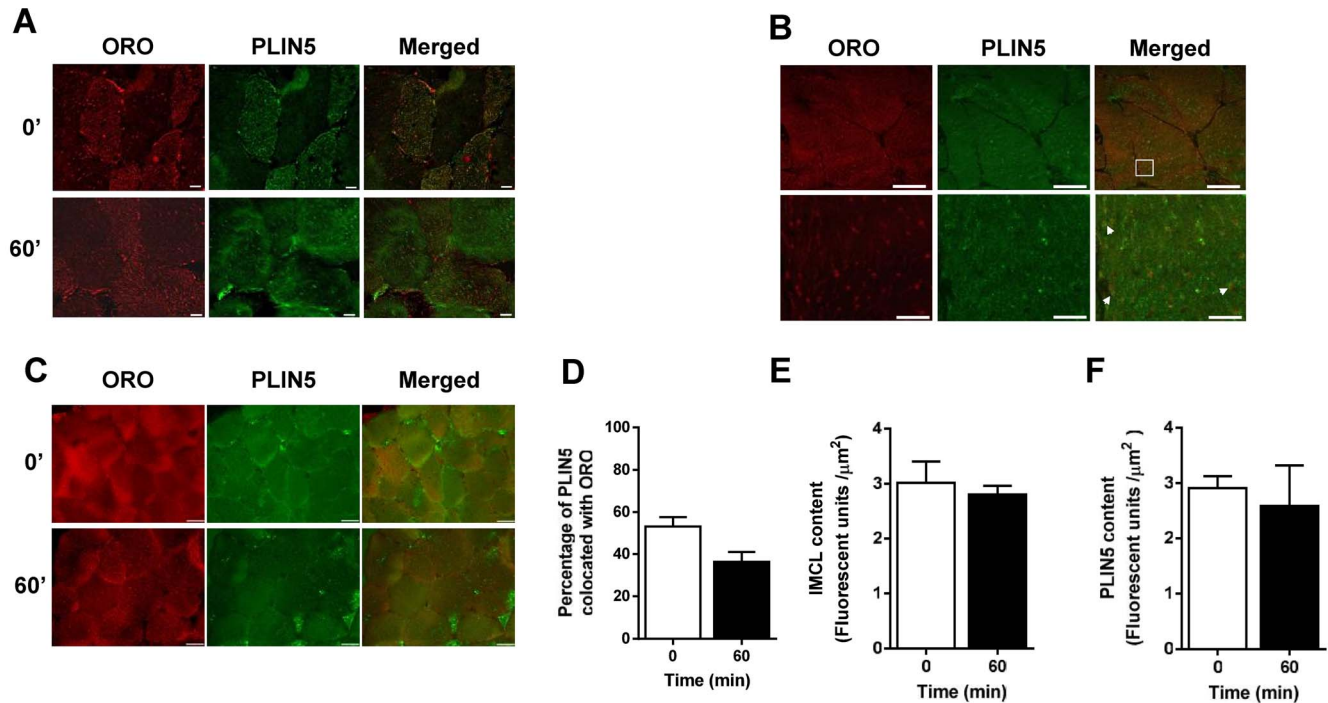 A
ORO PLIN5 Merged
0'
60'
B
ORO PLIN5 Merged
C
ORO PLIN5 Merged
0'
60'
D
Percentage of PLIN5
colocated with ORO
100
80
60
40
20
0
0 60
Time (min)
E
IMCL content
(Fluorescent units /μm²)
4
3
2
1
0
0 60
Time (min)
F
PLIN5 content
(Fluorescent units /μm² )
4
3
2
1
0
0 60
Time (min)